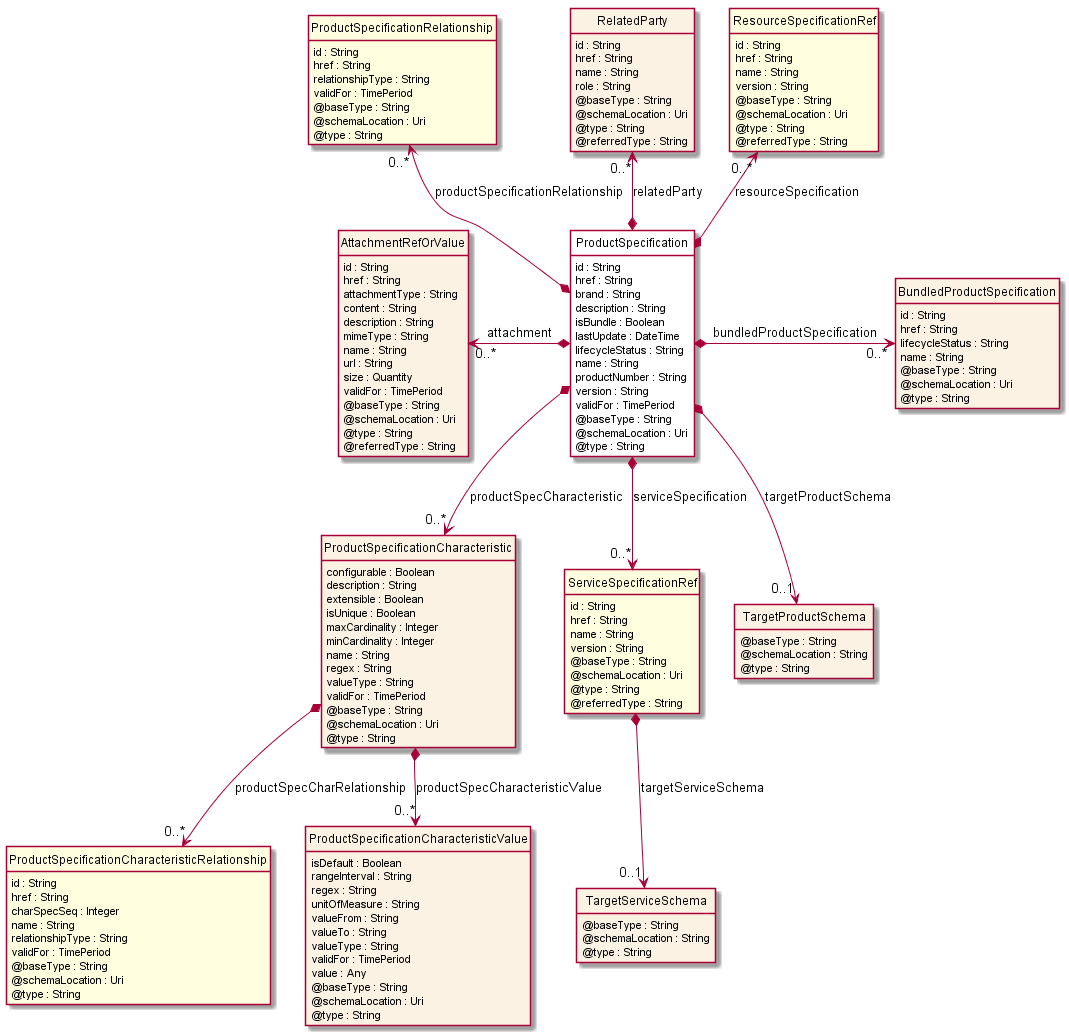 ProductSpecificationRelationship
id : String
href : String
relationshipType : String
validFor : TimePeriod
@baseType : String
@schemaLocation : Uri
@type : String
0..*
productSpecificationRelationship
RelatedParty
id : String
href : String
name : String
role : String
@baseType : String
@schemaLocation : Uri
@type : String
@referredType : String
0..*
relatedParty
ResourceSpecificationRef
id : String
href : String
name : String
version : String
@baseType : String
@schemaLocation : Uri
@type : String
@referredType : String
0..*
resourceSpecification
AttachmentRefOrValue
id : String
href : String
attachmentType : String
content : String
description : String
mimeType : String
name : String
url : String
size : Quantity
validFor : TimePeriod
@baseType : String
@schemaLocation : Uri
@type : String
@referredType : String
attachment
0..*
ProductSpecification
id : String
href : String
brand : String
description : String
isBundle : Boolean
lastUpdate : DateTime
lifecycleStatus : String
name : String
productNumber : String
version : String
validFor : TimePeriod
@baseType : String
@schemaLocation : Uri
@type : String
bundledProductSpecification
0..*
BundledProductSpecification
id : String
href : String
lifecycleStatus : String
name : String
@baseType : String
@schemaLocation : Uri
@type : String
productSpecCharacteristic
0..*
serviceSpecification
0..*
targetProductSchema
0..1
ProductSpecificationCharacteristic
configurable : Boolean
description : String
extensible : Boolean
isUnique : Boolean
maxCardinality : Integer
minCardinality : Integer
name : String
regex : String
valueType : String
validFor : TimePeriod
@baseType : String
@schemaLocation : Uri
@type : String
ServiceSpecificationRef
id : String
href : String
name : String
version : String
@baseType : String
@schemaLocation : Uri
@type : String
@referredType : String
TargetProductSchema
@baseType : String
@schemaLocation : String
@type : String
productSpecCharRelationship
0..*
productSpecCharacteristicValue
0..*
targetServiceSchema
0..1
ProductSpecificationCharacteristicRelationship
id : String
href : String
charSpecSeq : Integer
name : String
relationshipType : String
validFor : TimePeriod
@baseType : String
@schemaLocation : Uri
@type : String
ProductSpecificationCharacteristicValue
isDefault : Boolean
rangeInterval : String
regex : String
unitOfMeasure : String
valueFrom : String
valueTo : String
valueType : String
validFor : TimePeriod
value : Any
@baseType : String
@schemaLocation : Uri
@type : String
TargetServiceSchema
@baseType : String
@schemaLocation : String
@type : String